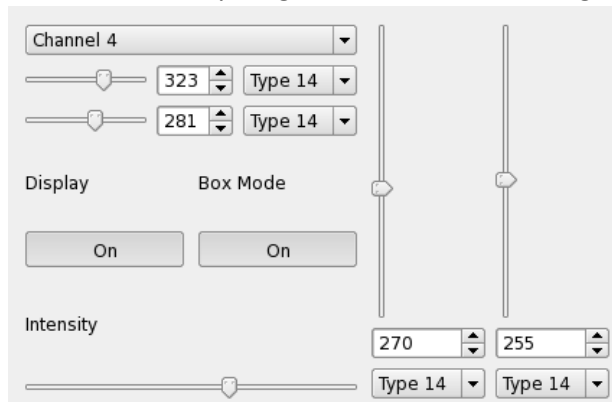 Channel 4
323 Type 14
281 Type 14
Display Box Mode
On On
Intensity
270 255
Type 14 Type 14